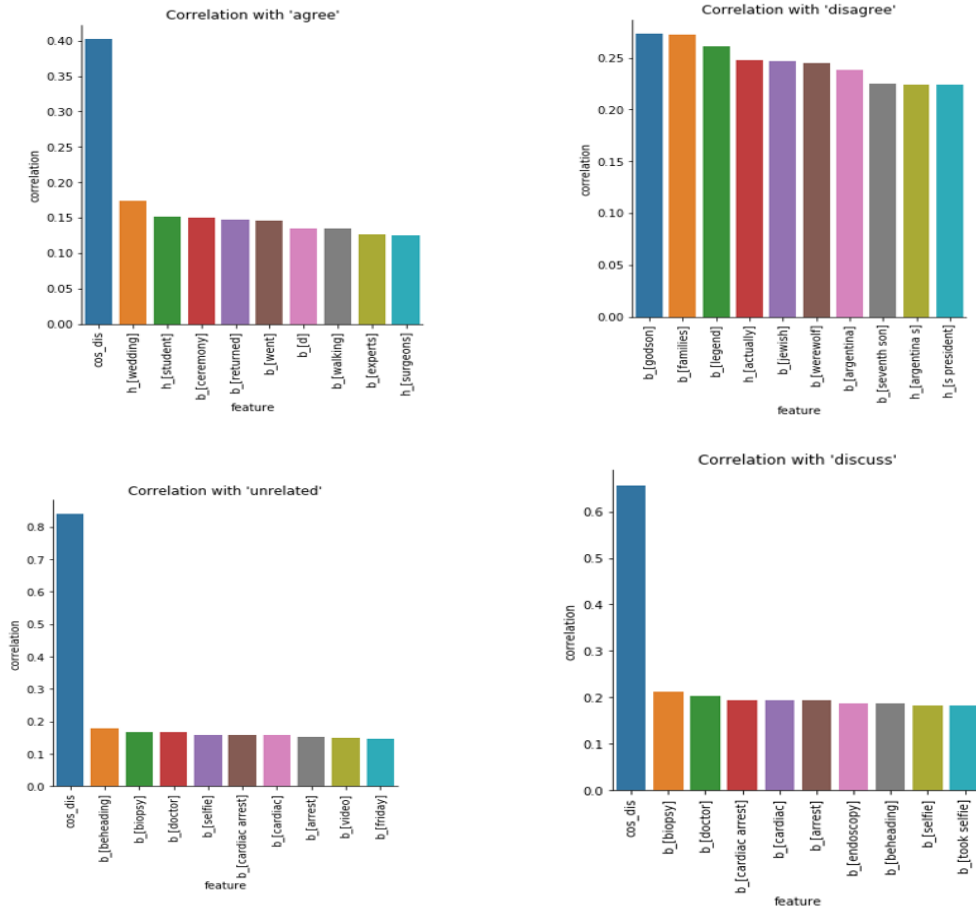 Correlation with 'agree'
correlation
0.40
0.35
0.30
0.25
0.20
0.15
0.10
0.05
0.00
cos_dis
h_[wedding]
h_[student]
b_[ceremony]
b_[returned]
b_[went]
b_[d]
b_[walking]
b_[experts]
h_[surgeons]
feature
Correlation with 'disagree'
correlation
0.25
0.20
0.15
0.10
0.05
0.00
b_[godson]
b_[families]
b_[legend]
h_[actually]
b_[jewish]
b_[werewolf]
b_[argentina]
b_[seventh son]
h_[argentina s]
h_[s president]
feature
Correlation with 'unrelated'
correlation
0.8
0.7
0.6
0.5
0.4
0.3
0.2
0.1
0.0
cos_dis
b_[beheading]
b_[biopsy]
b_[doctor]
b_[selfie]
b_[cardiac arrest]
b_[cardiac]
b_[arrest]
b_[video]
b_[friday]
feature
Correlation with 'discuss'
correlation
0.6
0.5
0.4
0.3
0.2
0.1
0.0
cos_dis
b_[biopsy]
b_[doctor]
b_[cardiac arrest]
b_[cardiac]
b_[arrest]
b_[endoscopy]
b_[beheading]
b_[selfie]
b_[took selfie]
feature